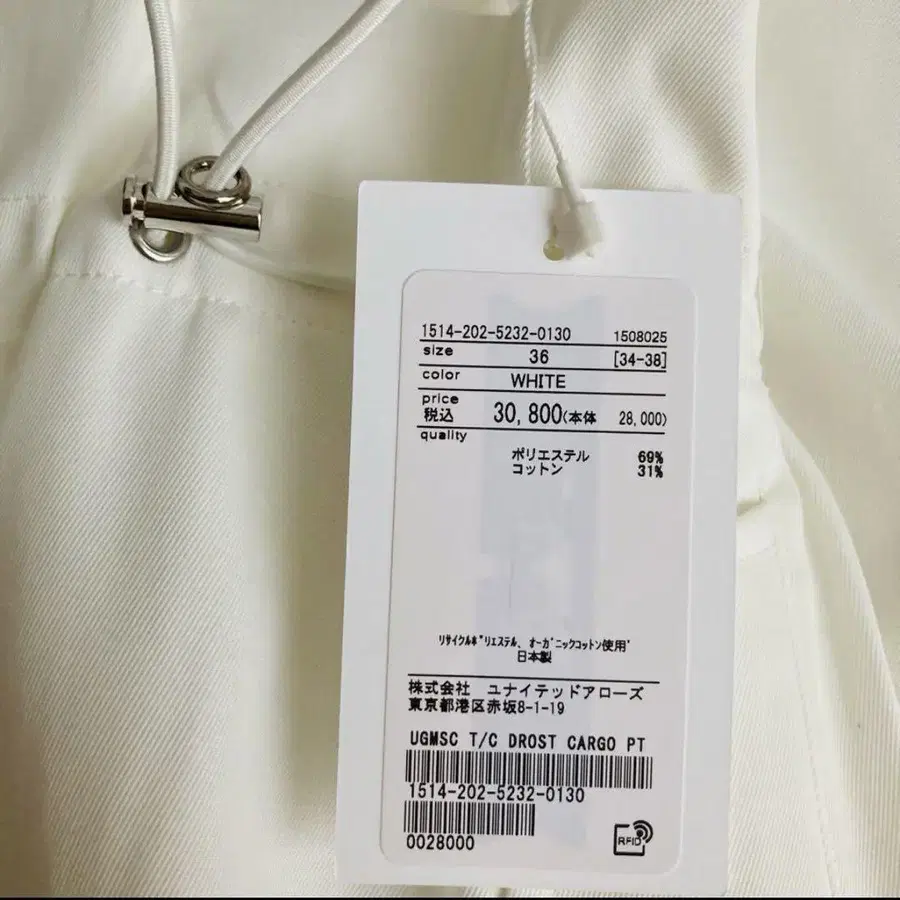 1514-202-5232-0130 1508025
size 36 [34-38]
color WHITE
price
税込 30,800(本体 28,000)
quality
ポリエステル 69%
コットン 31%
リサイクルポリエステル、オーガニックコットン使用
日本製
株式会社 ユナイテッドアローズ
東京都港区赤坂8-1-19
UGMSC T/C DROST CARGO PT
1514-202-5232-0130
0028000
RFID